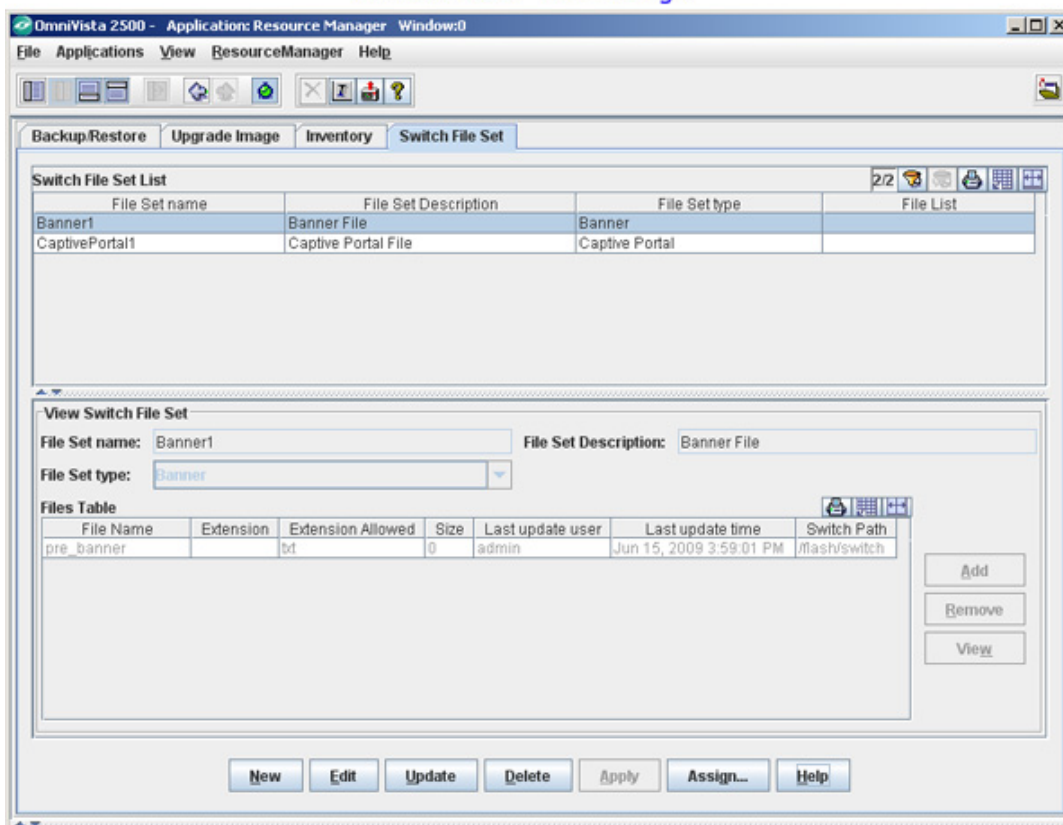 OmniVista 2500 - Application: Resource Manager Window:0
File Applications View ResourceManager Help
Backup/Restore Upgrade Image Inventory Switch File Set
Switch File Set List 2/2
File Set name File Set Description File Set type File List
Banner1 Banner File Banner
CaptivePortal1 Captive Portal File Captive Portal
View Switch File Set
File Set name: Banner1 File Set Description: Banner File
File Set type: Banner
Files Table
File Name Extension Extension Allowed Size Last update user Last update time Switch Path
pre_banner txt 0 admin Jun 15, 2009 3:59:01 PM /flash/switch
Add
Remove
View
New Edit Update Delete Apply Assign... Help